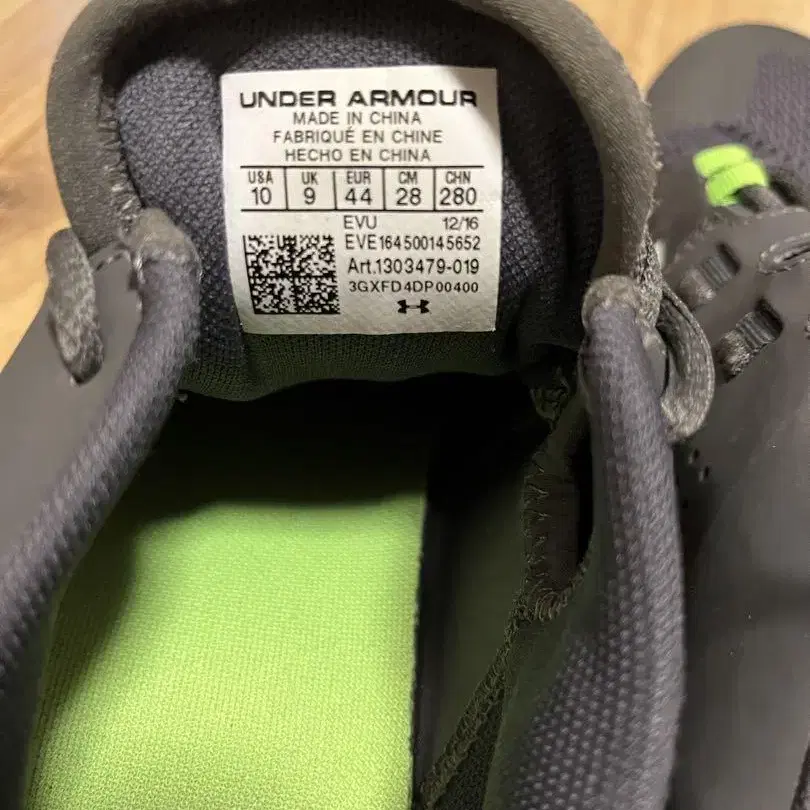 UNDER ARMOUR
MADE IN CHINA
FABRIQUÉ EN CHINE
HECHO EN CHINA
USA UK EUR CM CHN
10 9 44 28 280
EVU 12/16
EVE164500145652
Art.1303479-019
3GXFD4DP00400